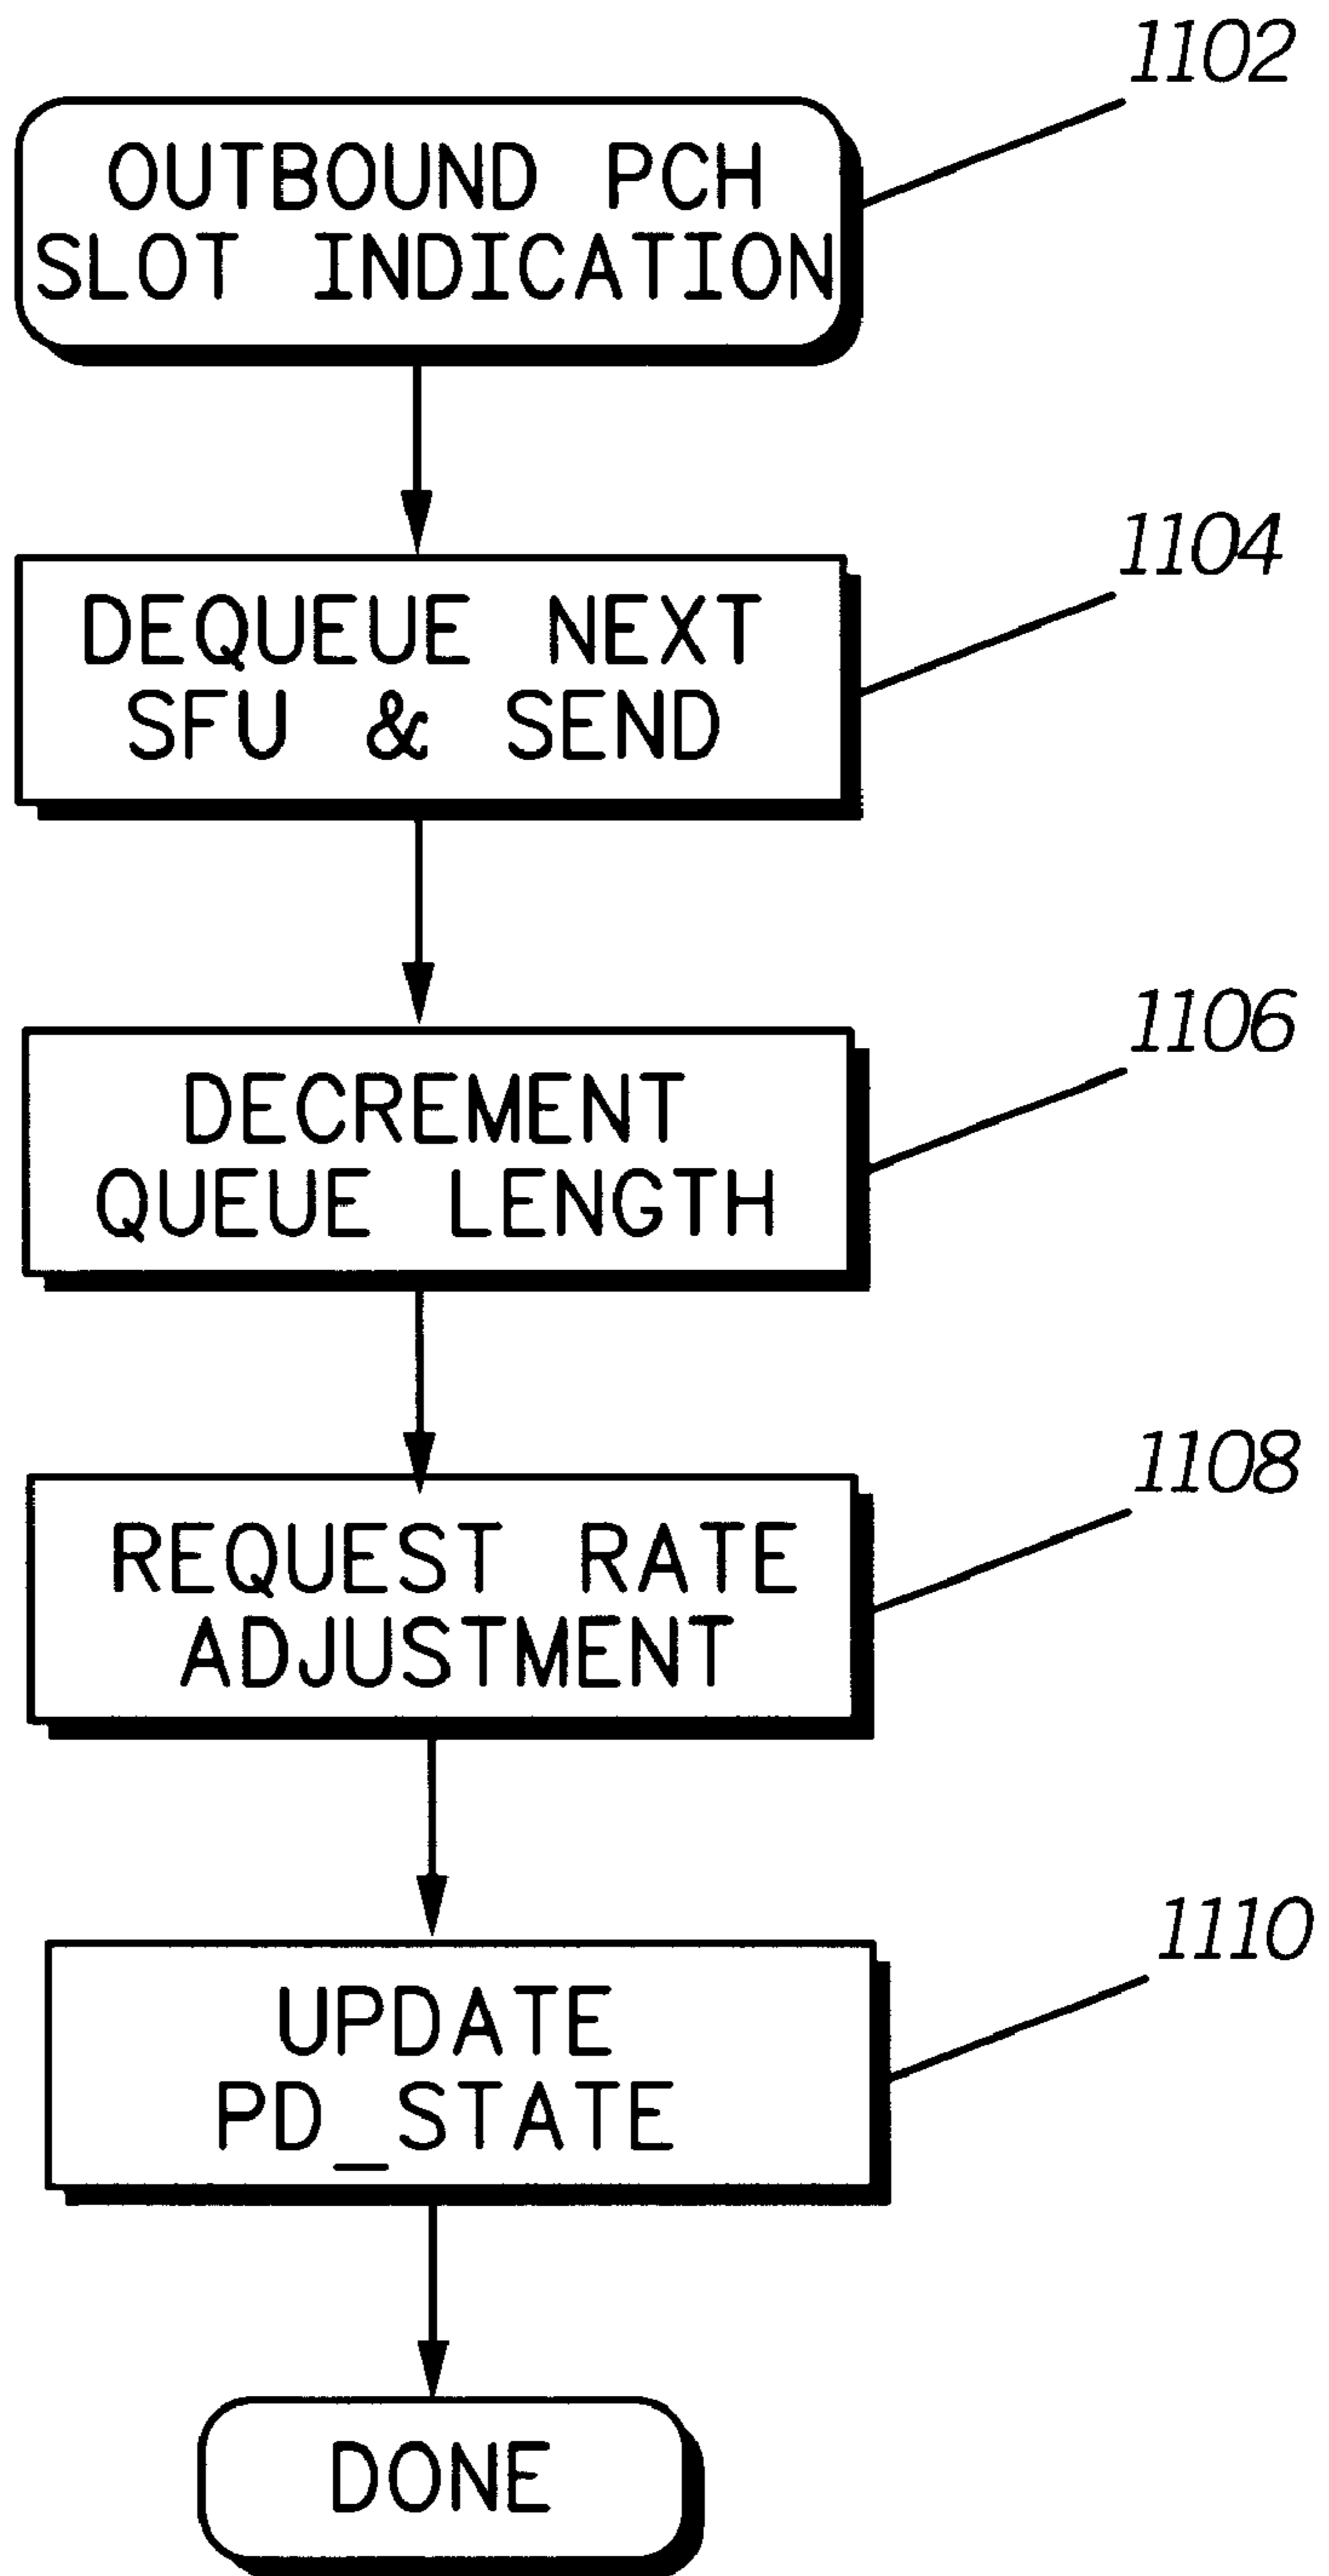 1102
OUTBOUND PCH
SLOT INDICATION
1104
DEQUEUE NEXT
SFU & SEND
1106
DECREMENT
QUEUE LENGTH
1108
REQUEST RATE
ADJUSTMENT
1110
UPDATE
PD_STATE
DONE